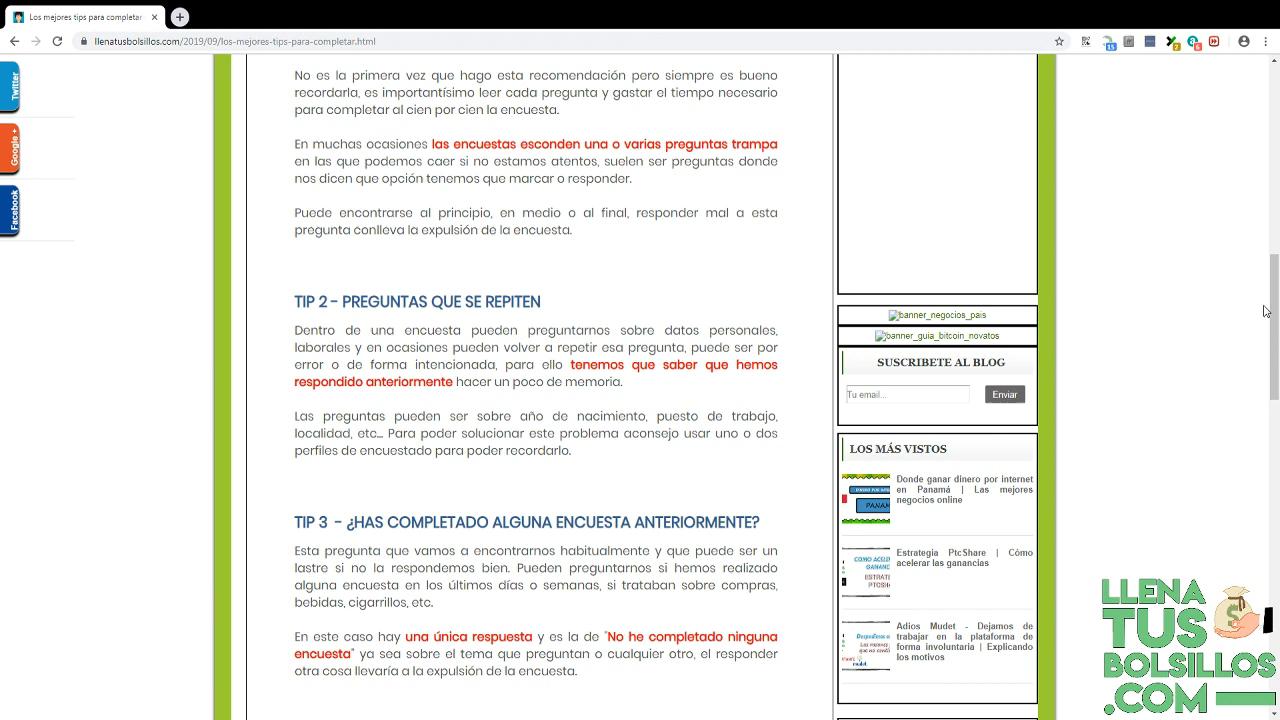 Los mejores tips para completar
llenatusbolsillos.com/2019/09/los-mejores-tips-para-completar.html
Twitter
Google +
Facebook
No es la primera vez que hago esta recomendación pero siempre es bueno
recordarla, es importantísimo leer cada pregunta y gastar el tiempo necesario
para completar al cien por cien la encuesta.
En muchas ocasiones las encuestas esconden una o varias preguntas trampa
en las que podemos caer si no estamos atentos, suelen ser preguntas donde
nos dicen que opción tenemos que marcar o responder.
Puede encontrarse al principio, en medio o al final, responder mal a esta
pregunta conlleva la expulsión de la encuesta.
TIP 2 - PREGUNTAS QUE SE REPITEN
Dentro de una encuesta pueden preguntarnos sobre datos personales,
laborales y en ocasiones pueden volver a repetir esa pregunta, puede ser por
error o de forma intencionada, para ello tenemos que saber que hemos
respondido anteriormente hacer un poco de memoria.
Las preguntas pueden ser sobre año de nacimiento, puesto de trabajo,
localidad, etc... Para poder solucionar este problema aconsejo usar uno o dos
perfiles de encuestado para poder recordarlo.
TIP 3 - ¿HAS COMPLETADO ALGUNA ENCUESTA ANTERIORMENTE?
Esta pregunta que vamos a encontrarnos habitualmente y que puede ser un
lastre si no la respondemos bien. Pueden preguntarnos si hemos realizado
alguna encuesta en los últimos días o semanas, si trataban sobre compras,
bebidas, cigarrillos, etc.
En este caso hay una única respuesta y es la de "No he completado ninguna
encuesta" ya sea sobre el tema que preguntan o cualquier otro, el responder
otra cosa llevaría a la expulsión de la encuesta.
banner_negocios_pais
banner_guia_bitcoin_novatos
SUSCRIBETE AL BLOG
Tu email...
Enviar
LOS MÁS VISTOS
Donde ganar dinero por internet
en Panamá | Las mejores
negocios online
Estrategia PtcShare | Cómo
acelerar las ganancias
Adios Mudet - Dejamos de
trabajar en la plataforma de
forma involuntaria | Explicando
los motivos
LLENA
TUS
BOLSILLOS
.COM